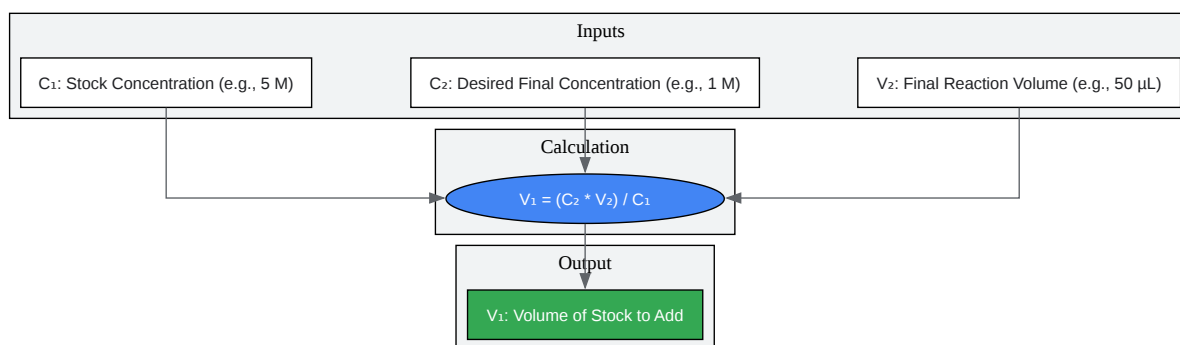 Inputs
C₁: Stock Concentration (e.g., 5 M)
C₂: Desired Final Concentration (e.g., 1 M)
V₂: Final Reaction Volume (e.g., 50 µL)
Calculation
V₁ = (C₂ * V₂) / C₁
Output
V₁: Volume of Stock to Add